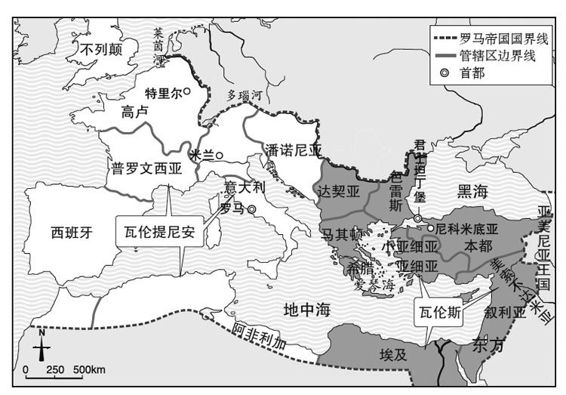 罗马帝国国界线
管辖区边界线
首都
不列颠
莱茵河
特里尔
高卢
多瑙河
米兰
潘诺尼亚
普罗文西亚
意大利
罗马
西班牙
瓦伦提尼安
达契亚
色雷斯
君士坦丁堡
黑海
马其顿
尼科米底亚
本都
小亚细亚
亚细亚
希腊
爱琴海
亚美尼亚王国
美索不达米亚
地中海
瓦伦斯
叙利亚
东方
阿非利加
埃及
N
0 250 500km